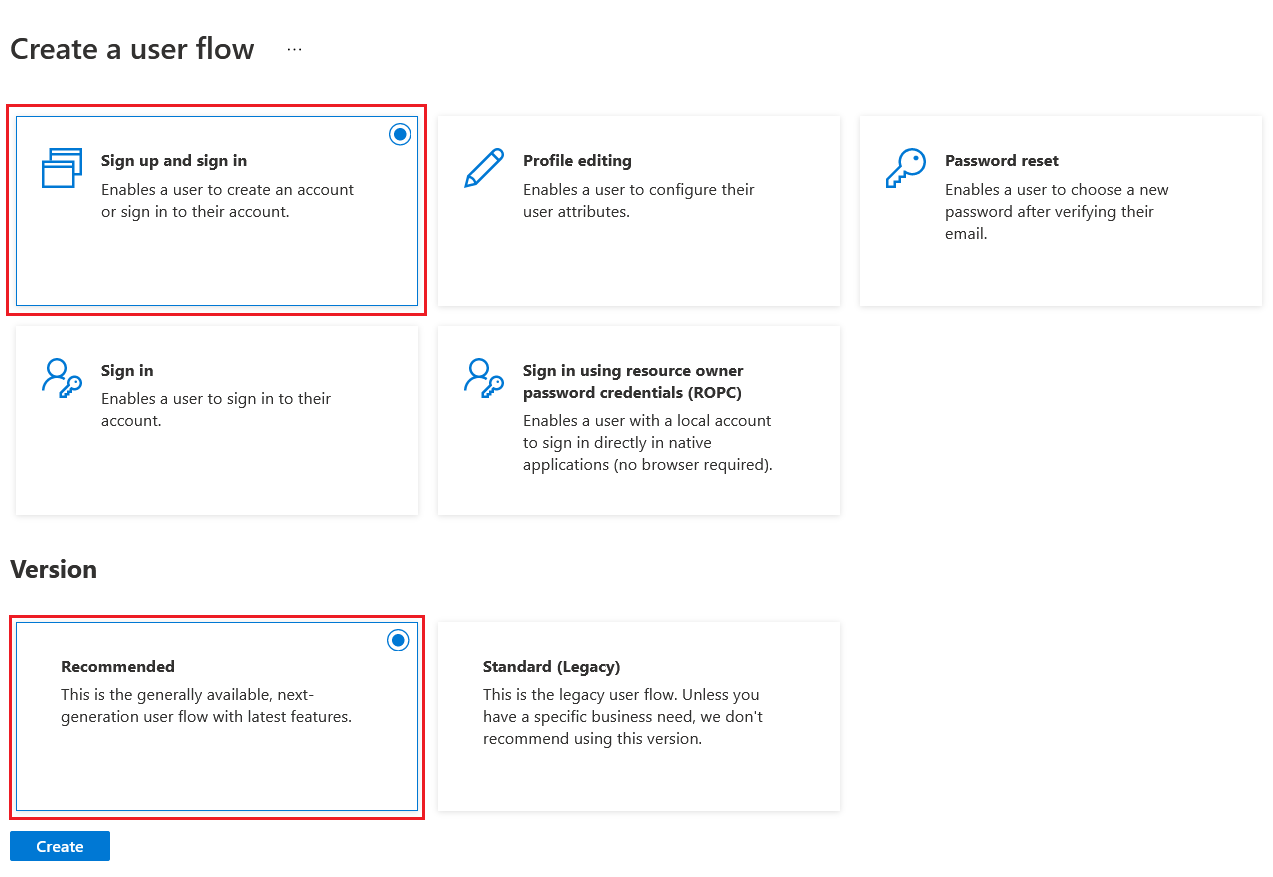 Create a user flow ...
Sign up and sign in
Enables a user to create an account
or sign in to their account.
Profile editing
Enables a user to configure their
user attributes.
Password reset
Enables a user to choose a new
password after verifying their
email.
Sign in
Enables a user to sign in to their
account.
Sign in using resource owner
password credentials (ROPC)
Enables a user with a local account
to sign in directly in native
applications (no browser required).
Version
Recommended
This is the generally available, next-
generation user flow with latest features.
Standard (Legacy)
This is the legacy user flow. Unless you
have a specific business need, we don't
recommend using this version.
Create